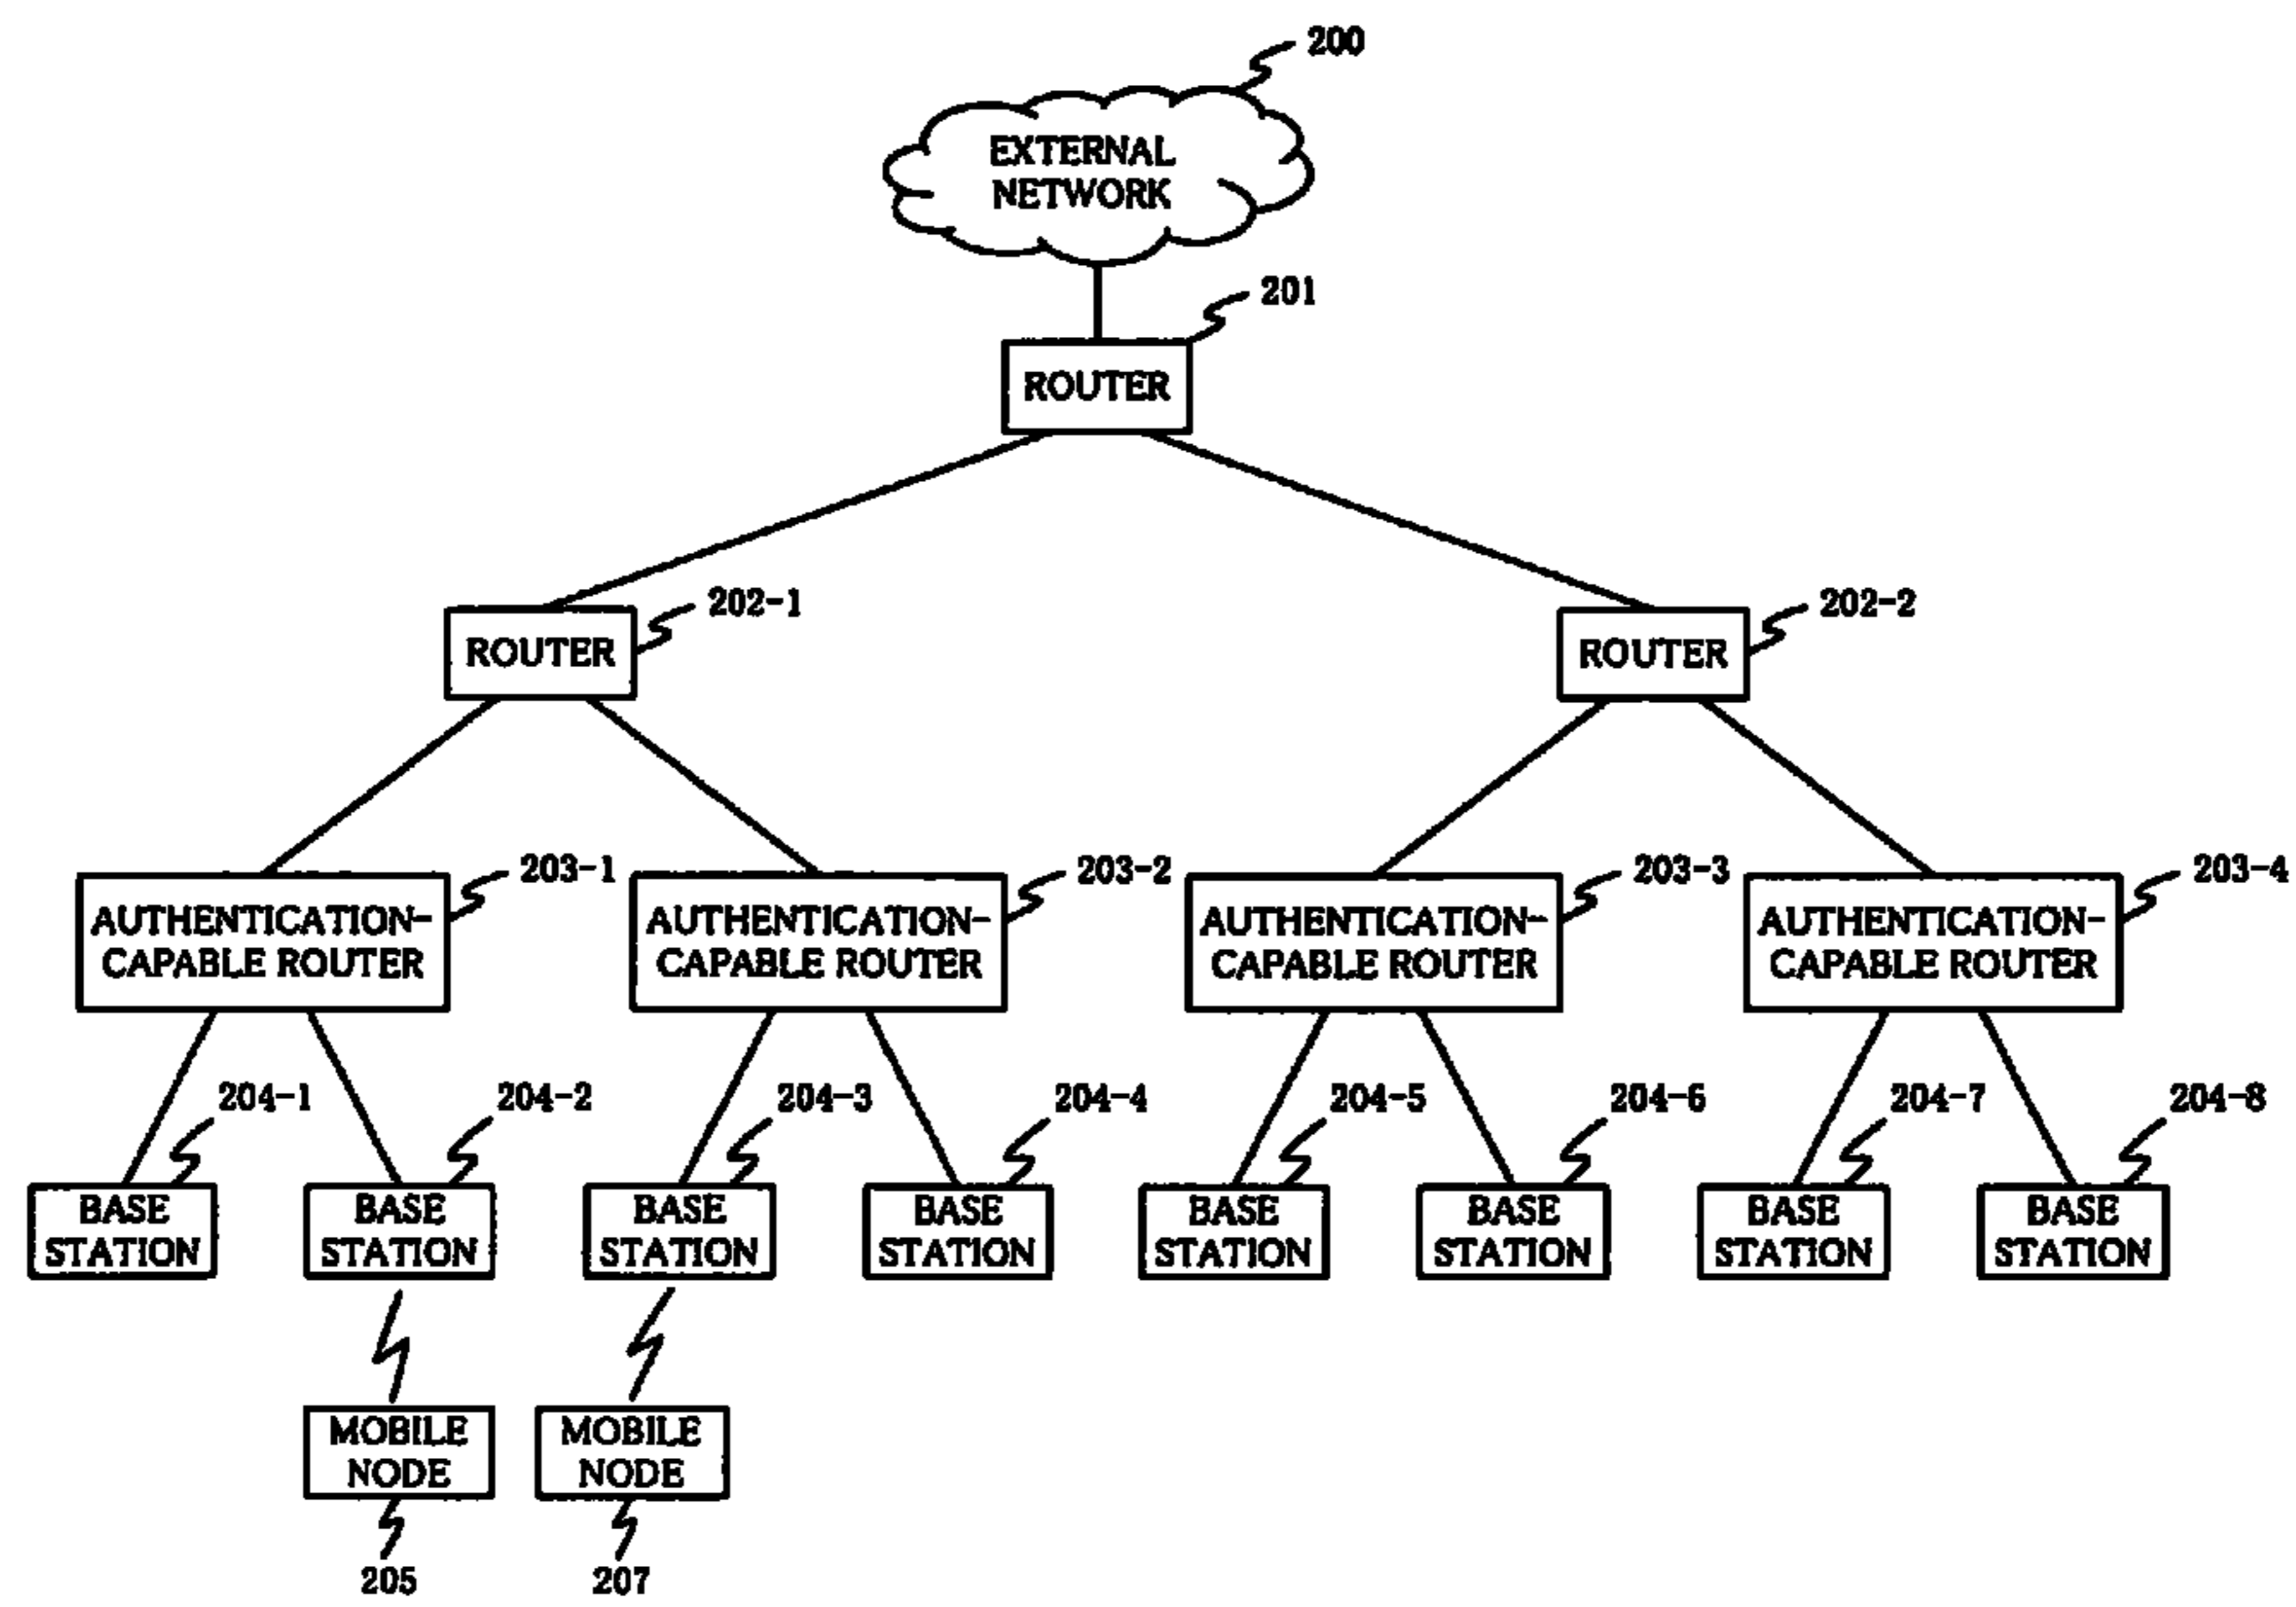 200
EXTERNAL
NETWORK
201
ROUTER
202-1
202-2
ROUTER
ROUTER
203-1
203-2
203-3
203-4
AUTHENTICATION-
CAPABLE ROUTER
AUTHENTICATION-
CAPABLE ROUTER
AUTHENTICATION-
CAPABLE ROUTER
AUTHENTICATION-
CAPABLE ROUTER
204-1
204-2
204-3
204-4
204-5
204-6
204-7
204-8
BASE
STATION
BASE
STATION
BASE
STATION
BASE
STATION
BASE
STATION
BASE
STATION
BASE
STATION
BASE
STATION
MOBILE
NODE
MOBILE
NODE
205
207